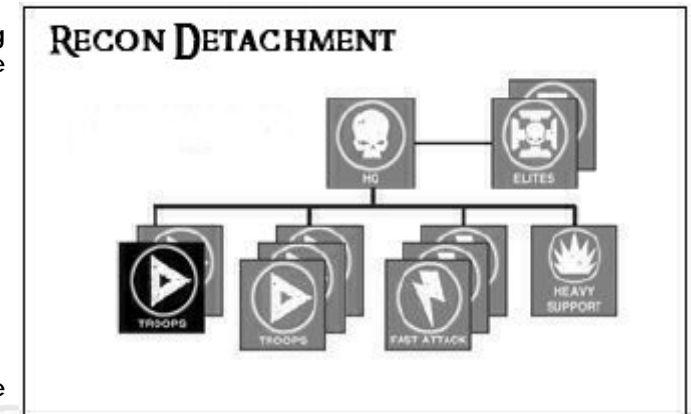 g
e
RECON DETACHMENT
HQ
ELITES
TROOPS
TROOPS
FAST ATTACK
HEAVY
SUPPORT
e